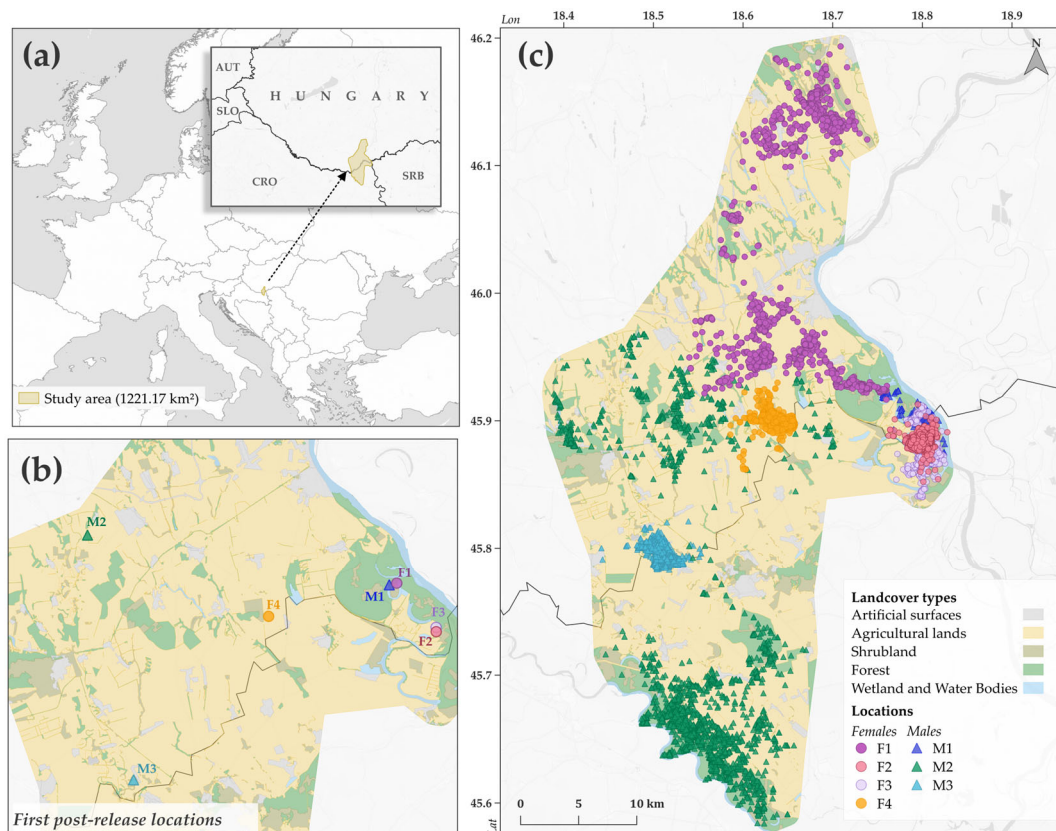 (a)
AUT
HUNGARY
SLO
CRO
SRB
Study area (1221.17 km²)
(b)
M2
F1
M1
F3
F4
F2
M3
First post-release locations
(c)
Lon
18.4
18.5
18.6
18.7
18.8
18.9
N
46.2
46.1
46.0
45.9
45.8
45.7
45.6
Lat
0 5 10 km
Landcover types
Artificial surfaces
Agricultural lands
Shrubland
Forest
Wetland and Water Bodies
Locations
Females Males
F1 M1
F2 M2
F3 M3
F4